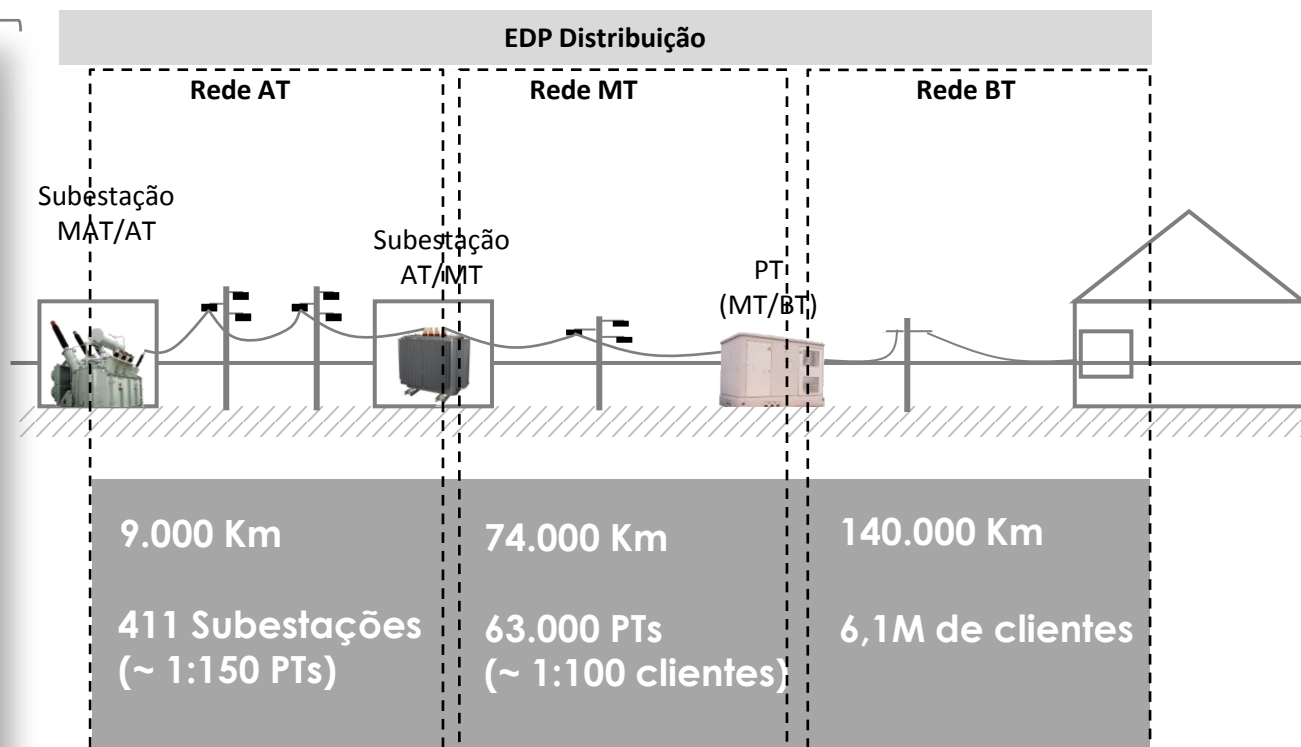 EDP Distribuição
Rede AT
Rede MT
Rede BT
Subestação
MAT/AT
Subestação
AT/MT
PT
(MT/BT)
9.000 Km
411 Subestações
(~ 1:150 PTs)
74.000 Km
63.000 PTs
(~ 1:100 clientes)
140.000 Km
6,1M de clientes